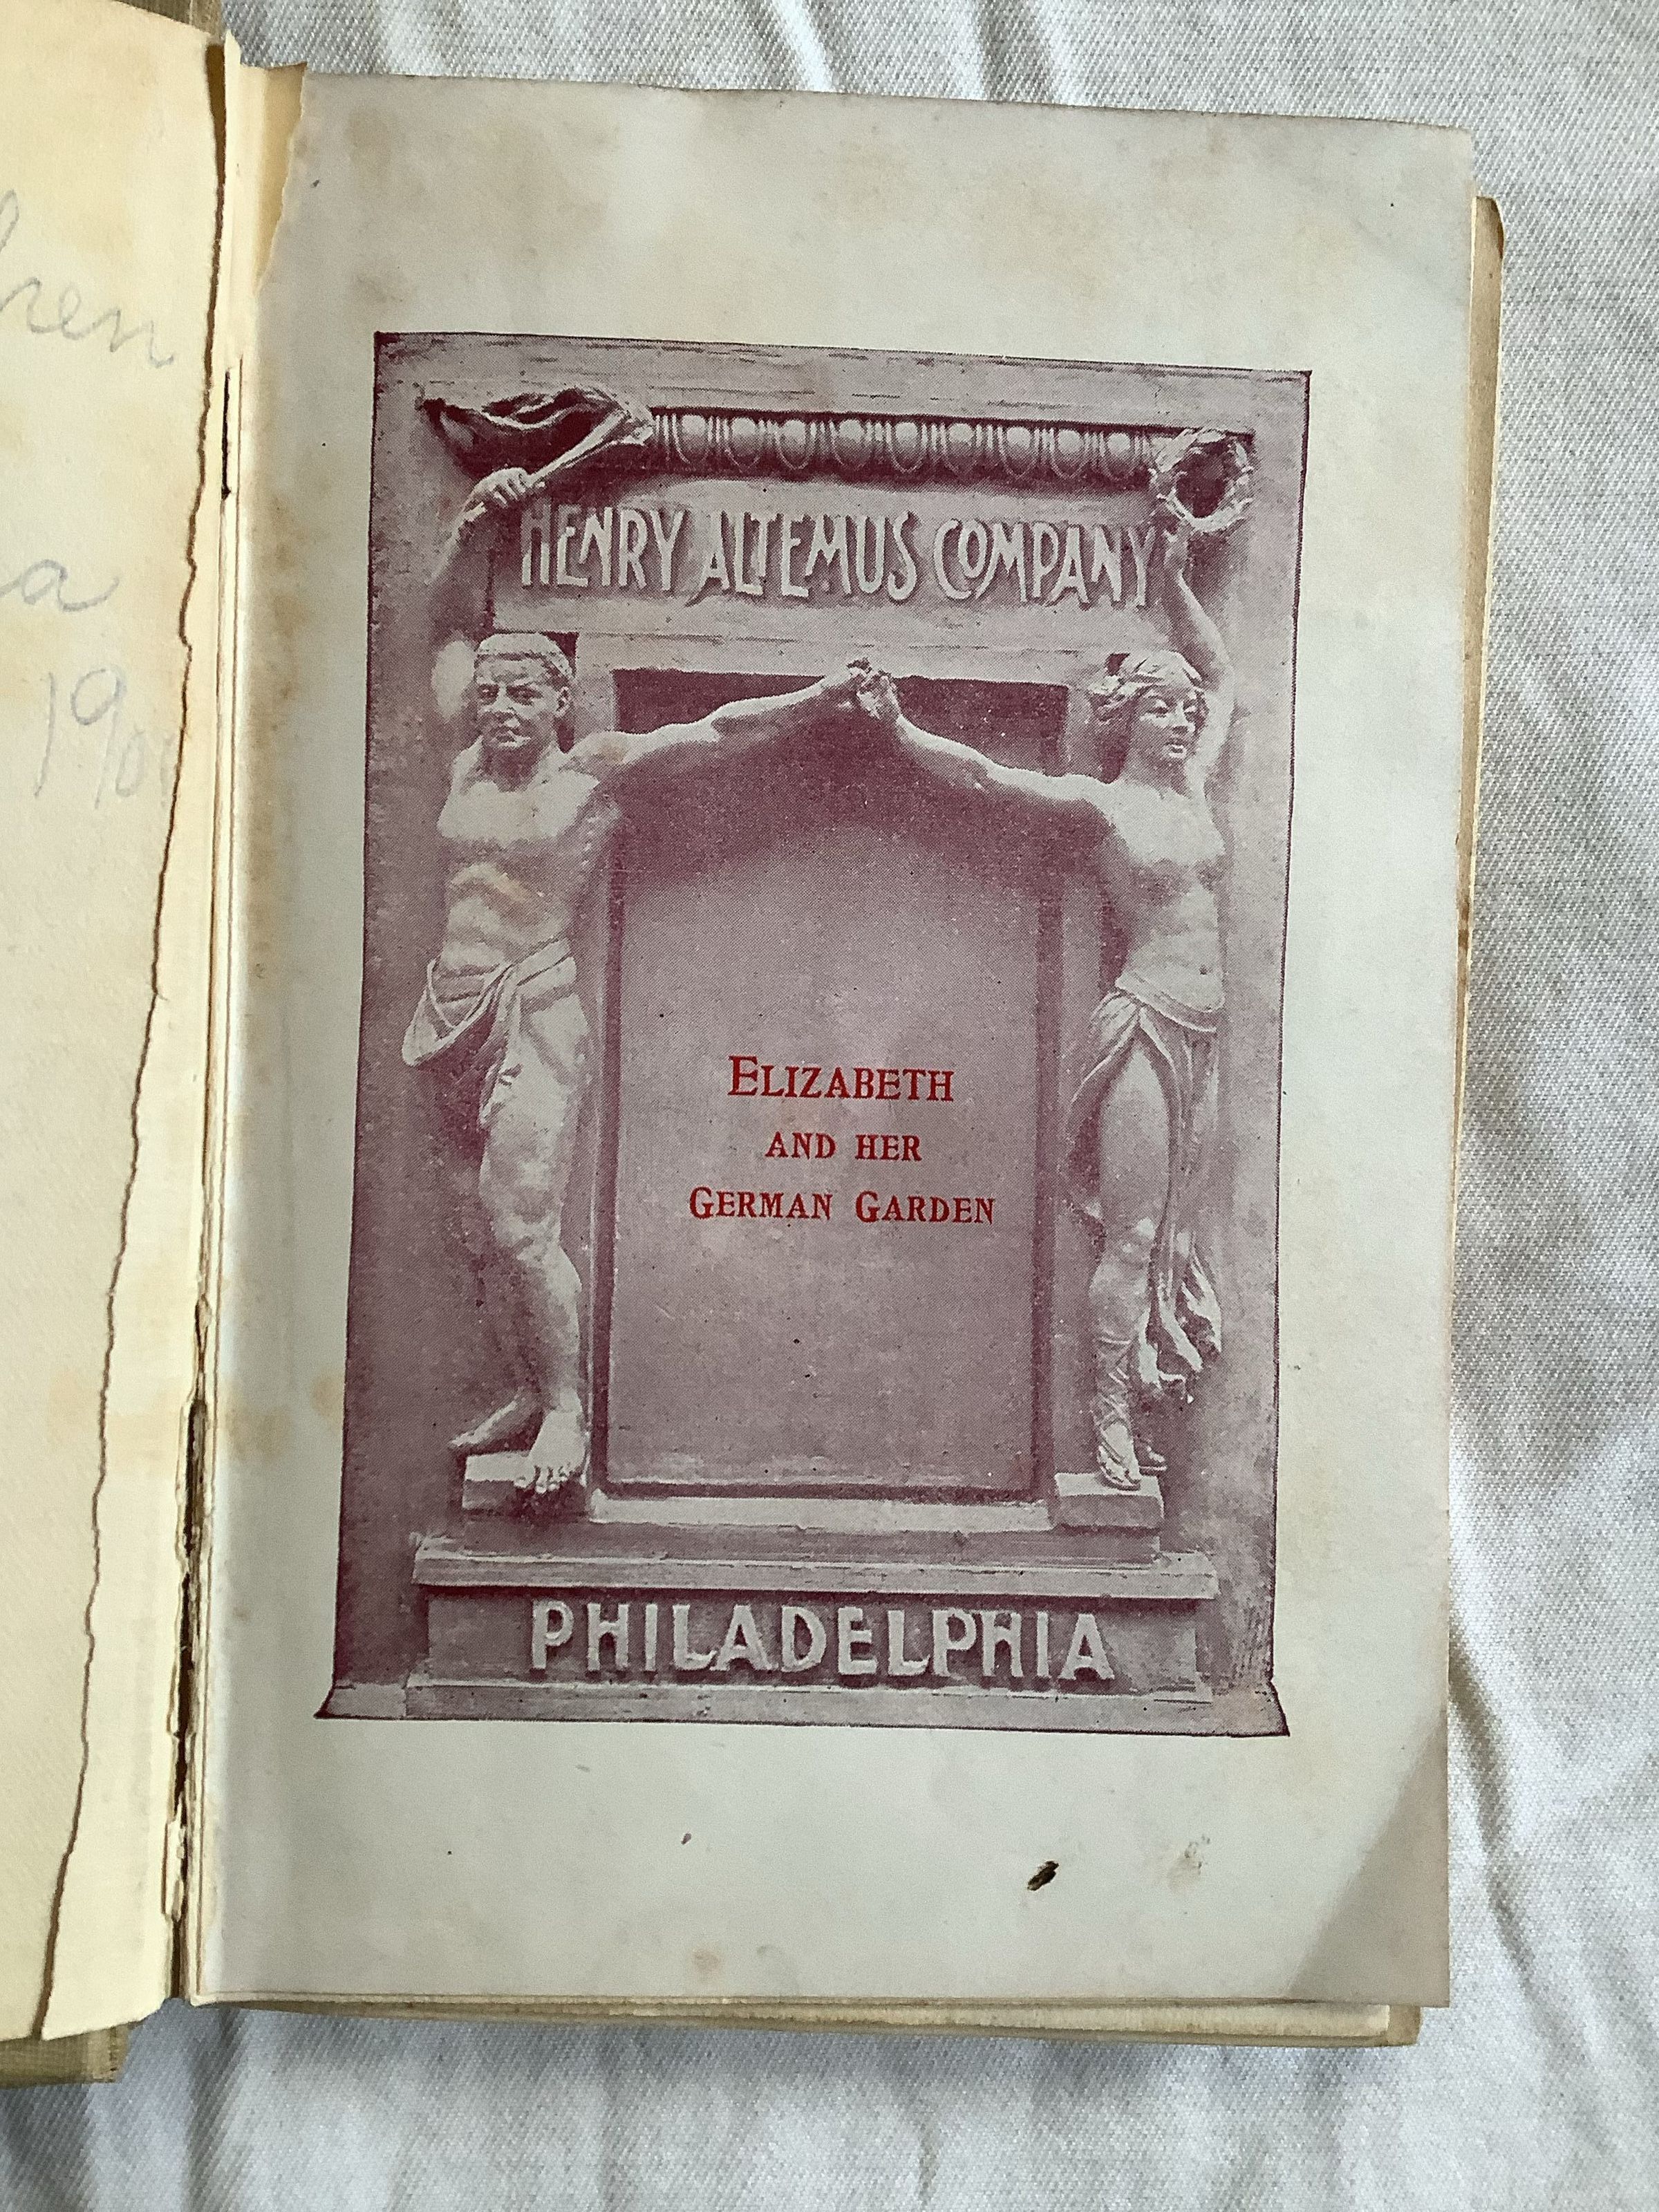 HENRY ALTEMUS COMPANY
ELIZABETH
AND HER
GERMAN GARDEN
PHILADELPHIA